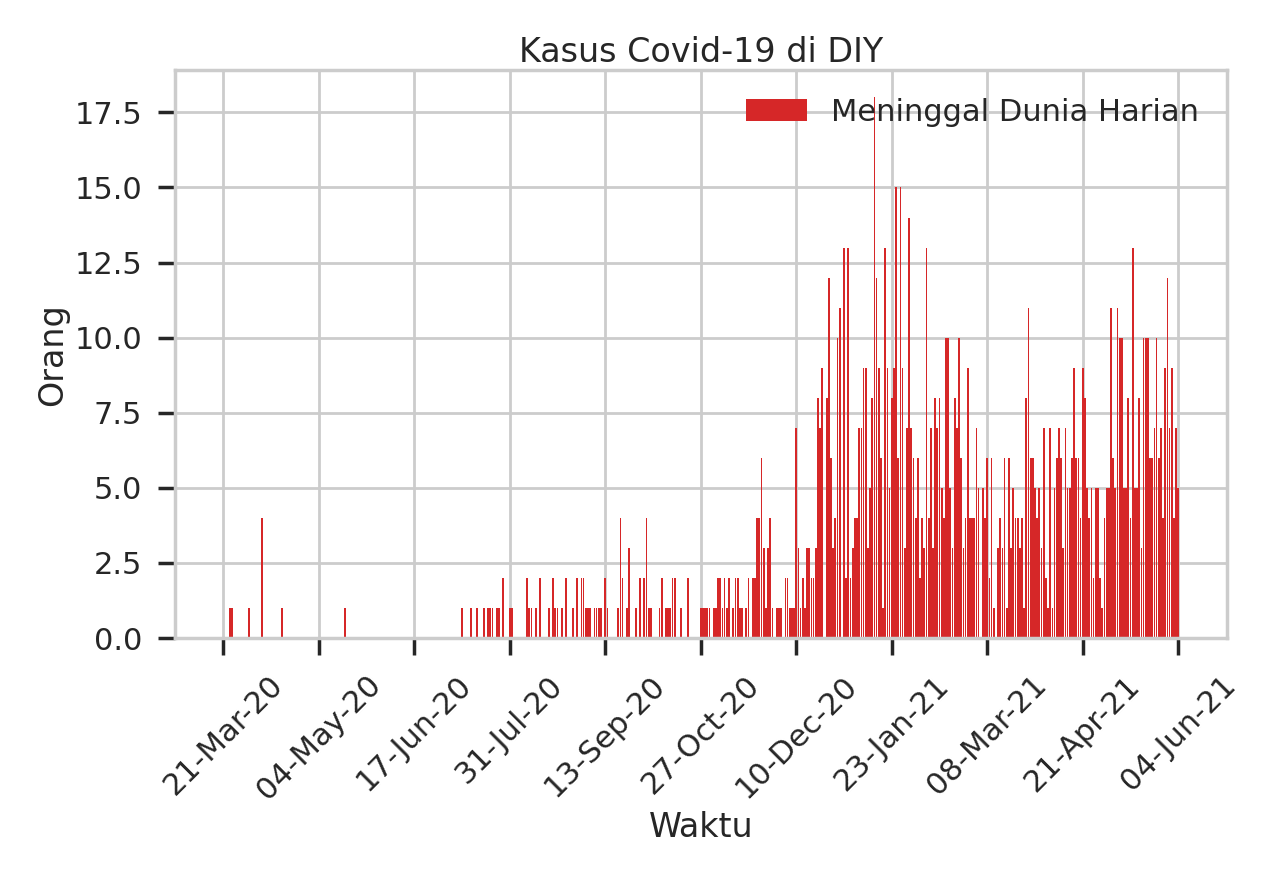 Kasus Covid-19 di DIY
Meninggal Dunia Harian
17.5
15.0
12.5
10.0
7.5
5.0
2.5
0.0
Orang
21-Mar-20
04-May-20
17-Jun-20
31-Jul-20
13-Sep-20
27-Oct-20
10-Dec-20
23-Jan-21
08-Mar-21
21-Apr-21
04-Jun-21
Waktu